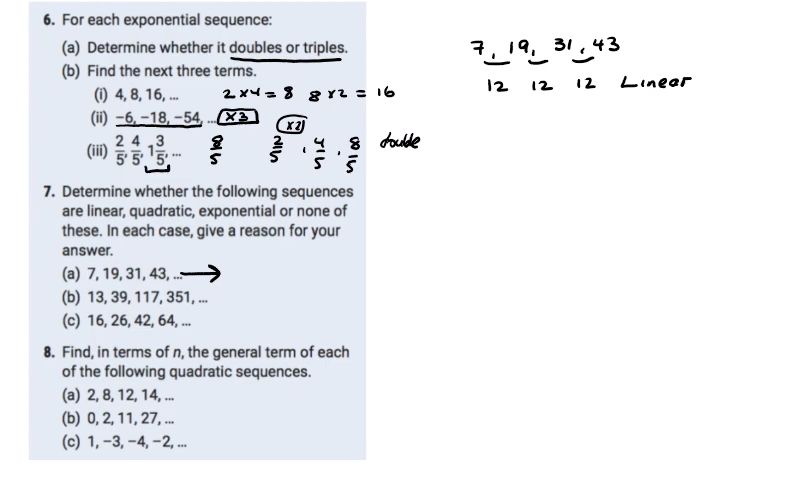 6. For each exponential sequence:
(a) Determine whether it doubles or triples.
(b) Find the next three terms.
(i) 4, 8, 16, ... 2×4 = 8 8×2 = 16
(ii) −6, −18, −54, ... ×3
×2
(iii) 2/5, 4/5, 1 3/5, ... 8/5 2/5, 4/5, 8/5 double
7. Determine whether the following sequences
are linear, quadratic, exponential or none of
these. In each case, give a reason for your
answer.
(a) 7, 19, 31, 43, ... →
(b) 13, 39, 117, 351, ...
(c) 16, 26, 42, 64, ...
8. Find, in terms of n, the general term of each
of the following quadratic sequences.
(a) 2, 8, 12, 14, ...
(b) 0, 2, 11, 27, ...
(c) 1, −3, −4, −2, ...
7, 19, 31, 43
12 12 12 Linear